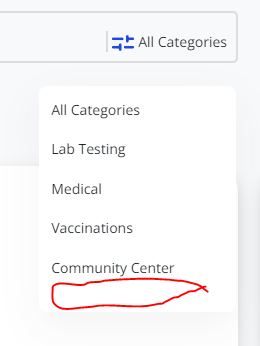 All Categories
All Categories
Lab Testing
Medical
Vaccinations
Community Center